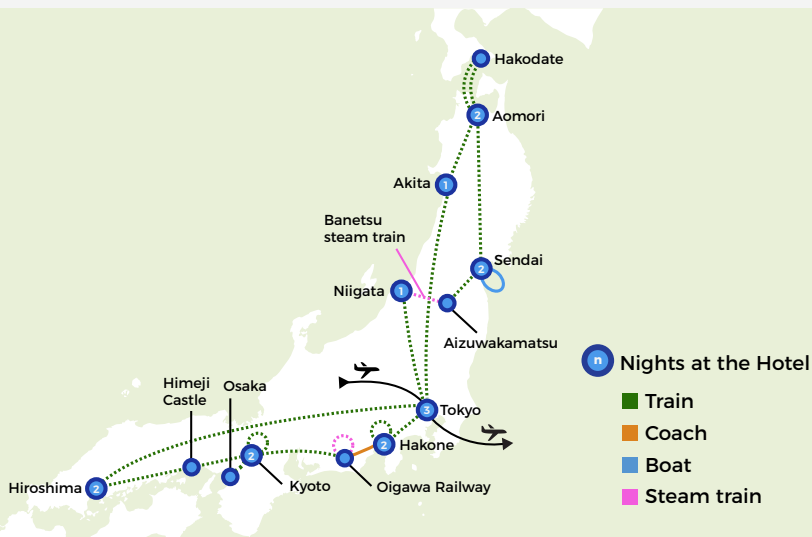 Hakodate
2
Aomori
Akita
1
Banetsu
steam train
Sendai
2
Niigata
1
Aizuwakamatsu
n
Nights at the Hotel
Himeji
Castle
Osaka
3
Tokyo
Train
Coach
2
Hakone
2
Boat
Hiroshima
2
Kyoto
Oigawa Railway
Steam train